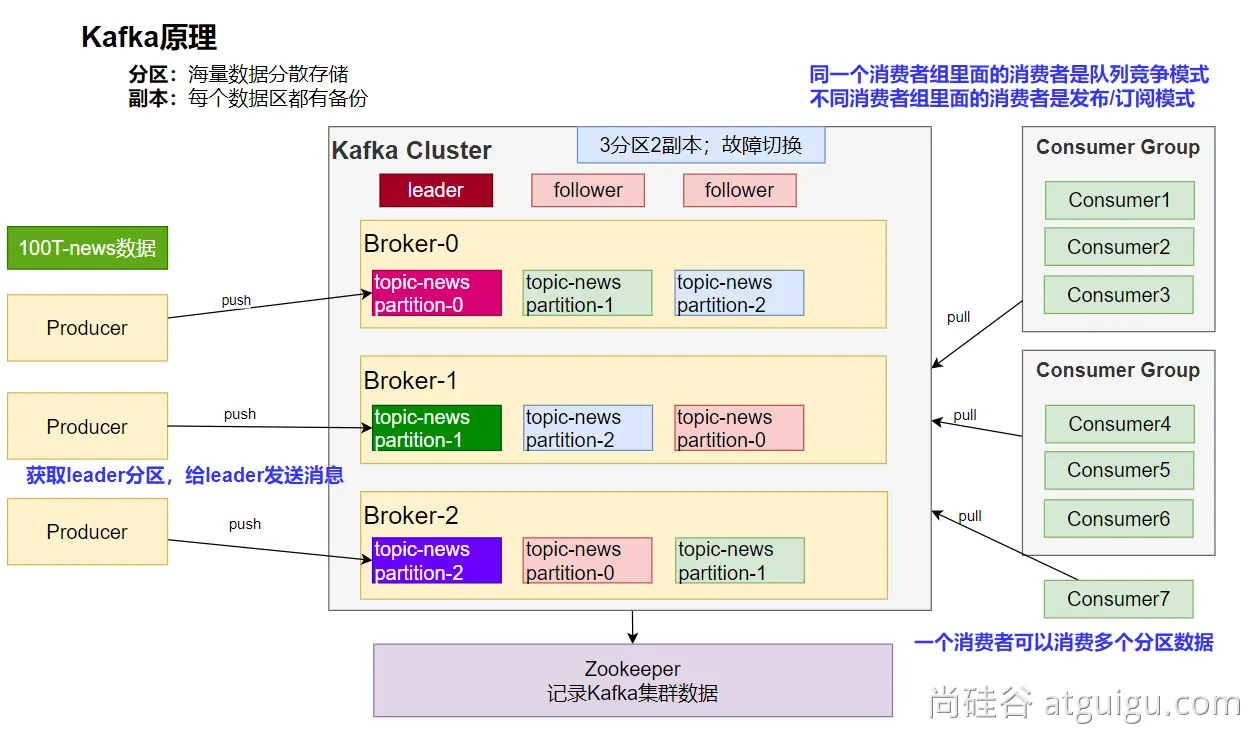 Kafka原理
分区：海量数据分散存储
副本：每个数据区都有备份
同一个消费者组里面的消费者是队列竞争模式
不同消费者组里面的消费者是发布/订阅模式
Kafka Cluster
3分区2副本；故障切换
leader
follower
follower
100T-news数据
Producer
push
Producer
push
获取leader分区，给leader发送消息
Producer
push
Broker-0
topic-news
partition-0
topic-news
partition-1
topic-news
partition-2
Broker-1
topic-news
partition-1
topic-news
partition-2
topic-news
partition-0
Broker-2
topic-news
partition-2
topic-news
partition-0
topic-news
partition-1
pull
pull
pull
Consumer Group
Consumer1
Consumer2
Consumer3
Consumer Group
Consumer4
Consumer5
Consumer6
Consumer7
一个消费者可以消费多个分区数据
Zookeeper
记录Kafka集群数据
尚硅谷 atguigu.com